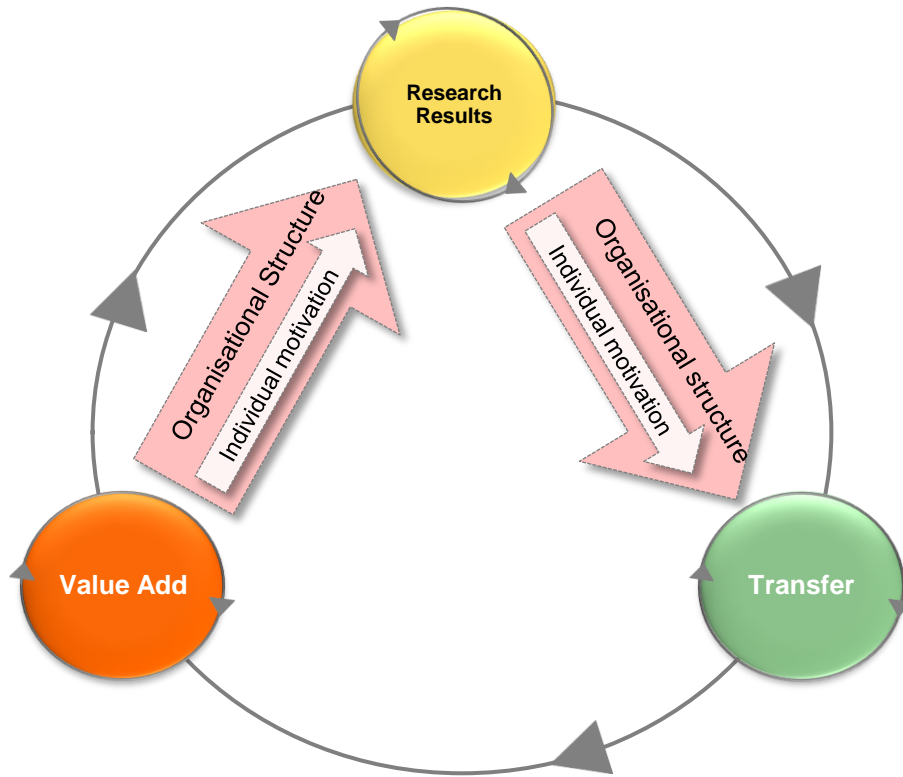 Research
Results
Organisational Structure
Individual motivation
Organisational structure
Individual motivation
Value Add
Transfer